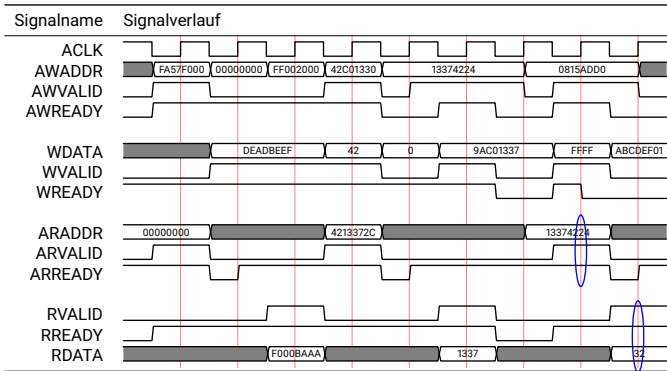 Signalname Signalverlauf
ACLK
AWADDR FA57F000 00000000 FF002000 42C01330 13374224 0815ADD0
AWVALID
AWREADY
WDATA DEADBEEF 42 0 9AC01337 FFFF ABCDEF01
WVALID
WREADY
ARADDR 00000000 4213372C 13374224
ARVALID
ARREADY
RVALID
RREADY
RDATA F000BAAA 1337 32